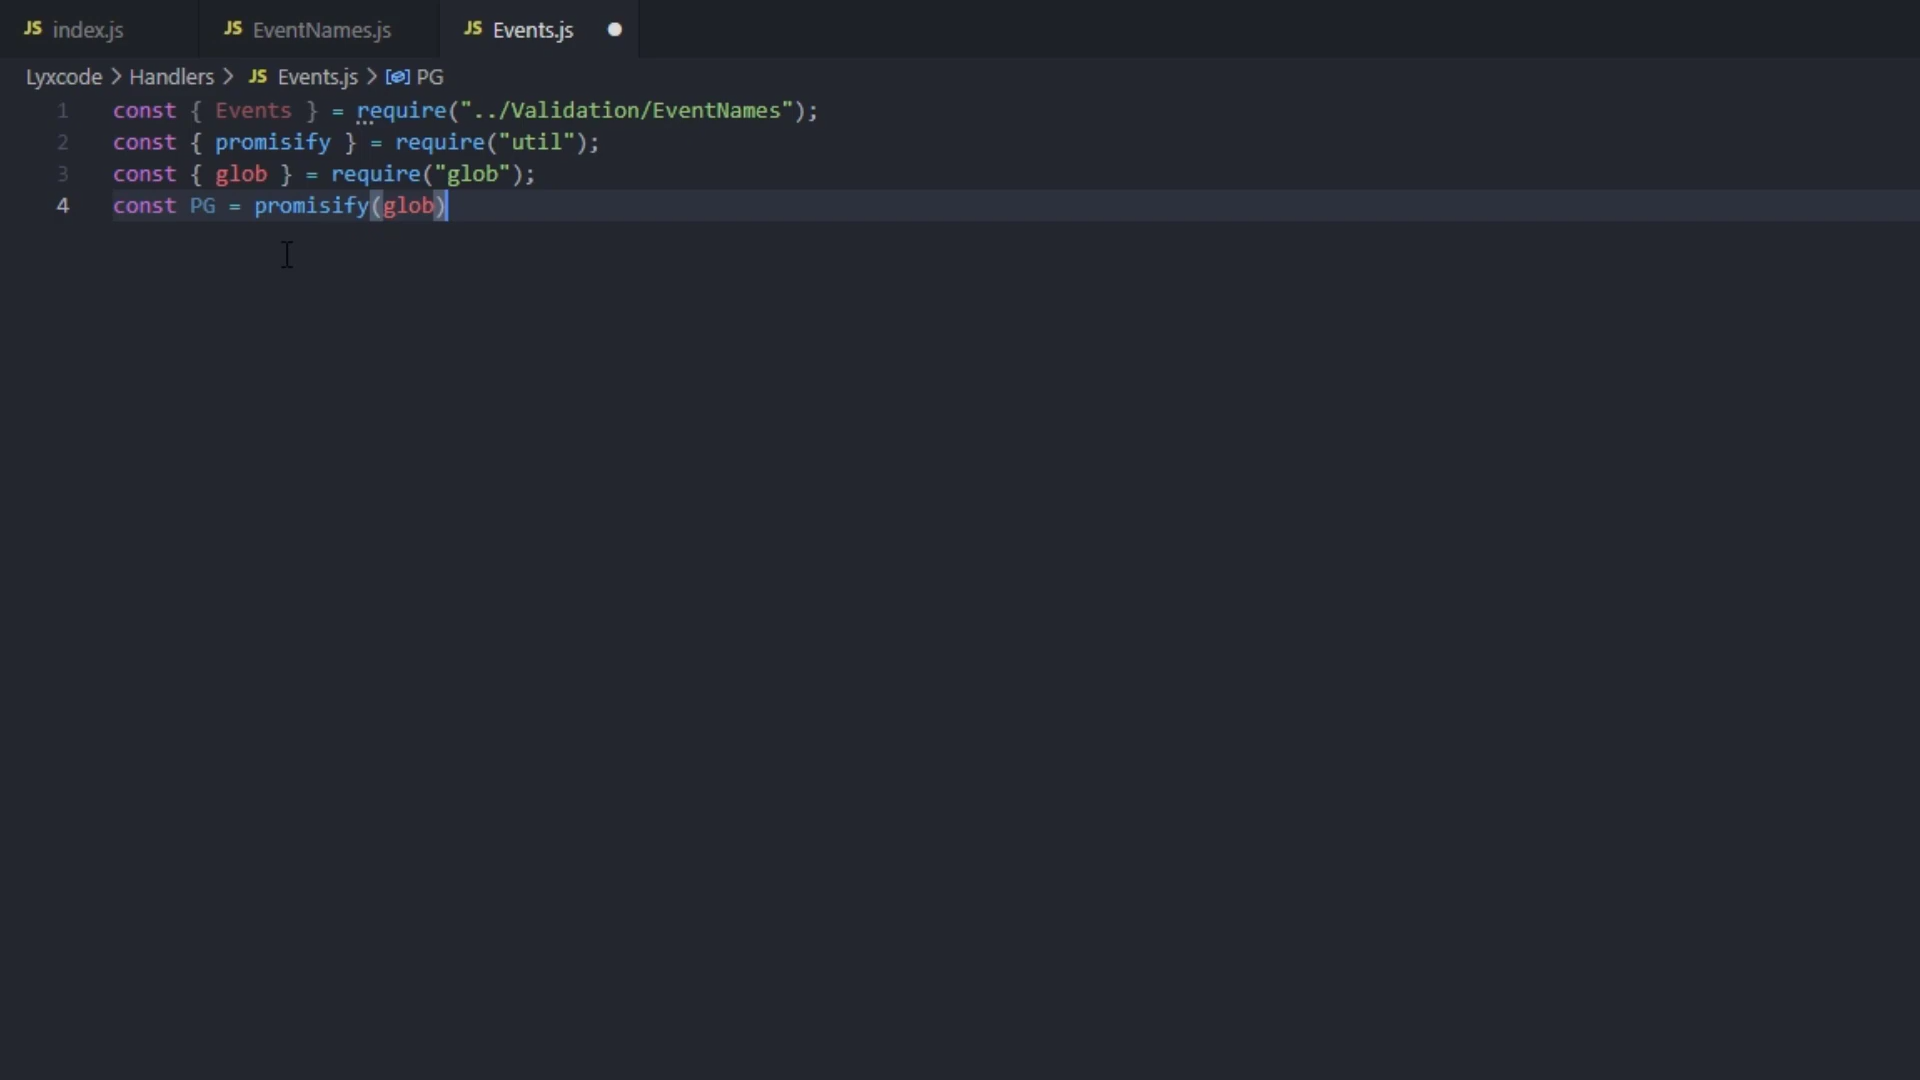 JS index.js JS EventNames.js JS Events.js
Lyxcode > Handlers > JS Events.js > PG
1 const { Events } = require("../Validation/EventNames");
2 const { promisify } = require("util");
3 const { glob } = require("glob");
4 const PG = promisify(glob)